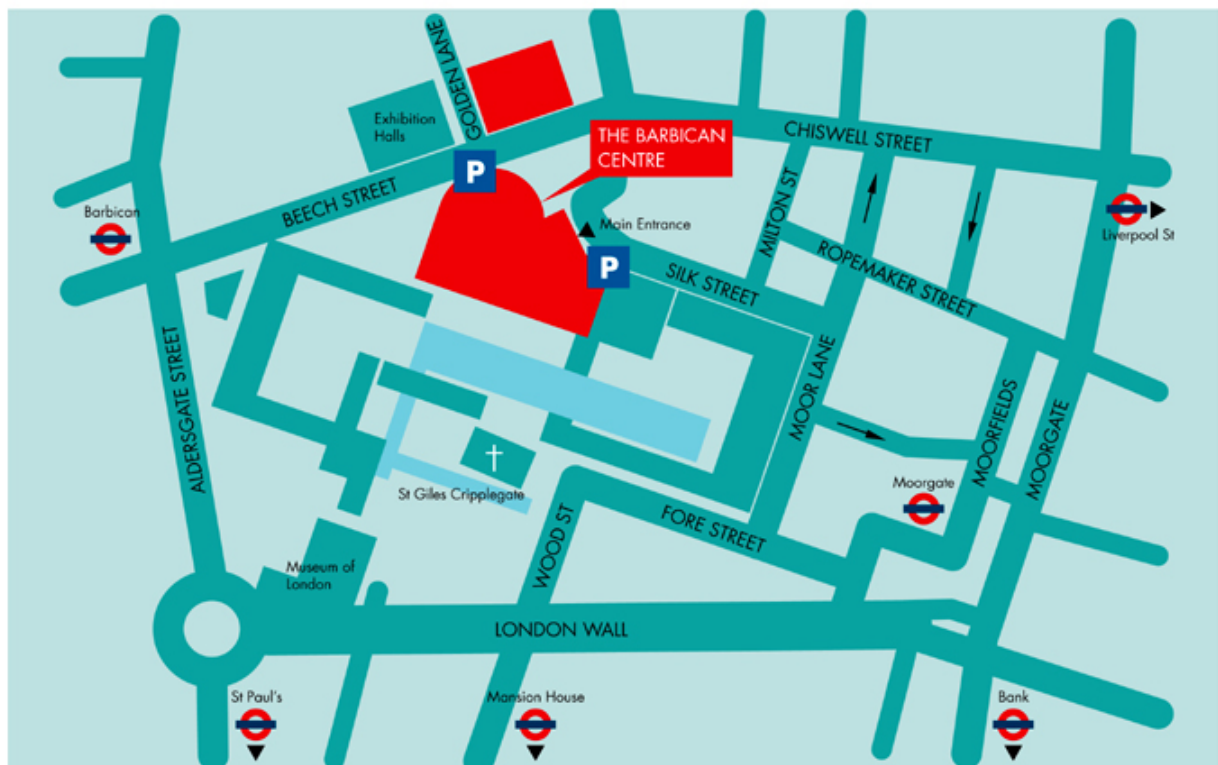 GOLDEN LANE
Exhibition
Halls
P
THE BARBICAN
CENTRE
CHISWELL STREET
BEECH STREET
Barbican
Main Entrance
P
MILTON ST
Liverpool St
ROPEMAKER STREET
SILK STREET
ALDERSGATE STREET
MOOR LANE
MOORFIELDS
MOORGATE
Moorgate
St Giles Cripplegate
WOOD ST
FORE STREET
Museum of
London
LONDON WALL
St Paul's
Mansion House
Bank